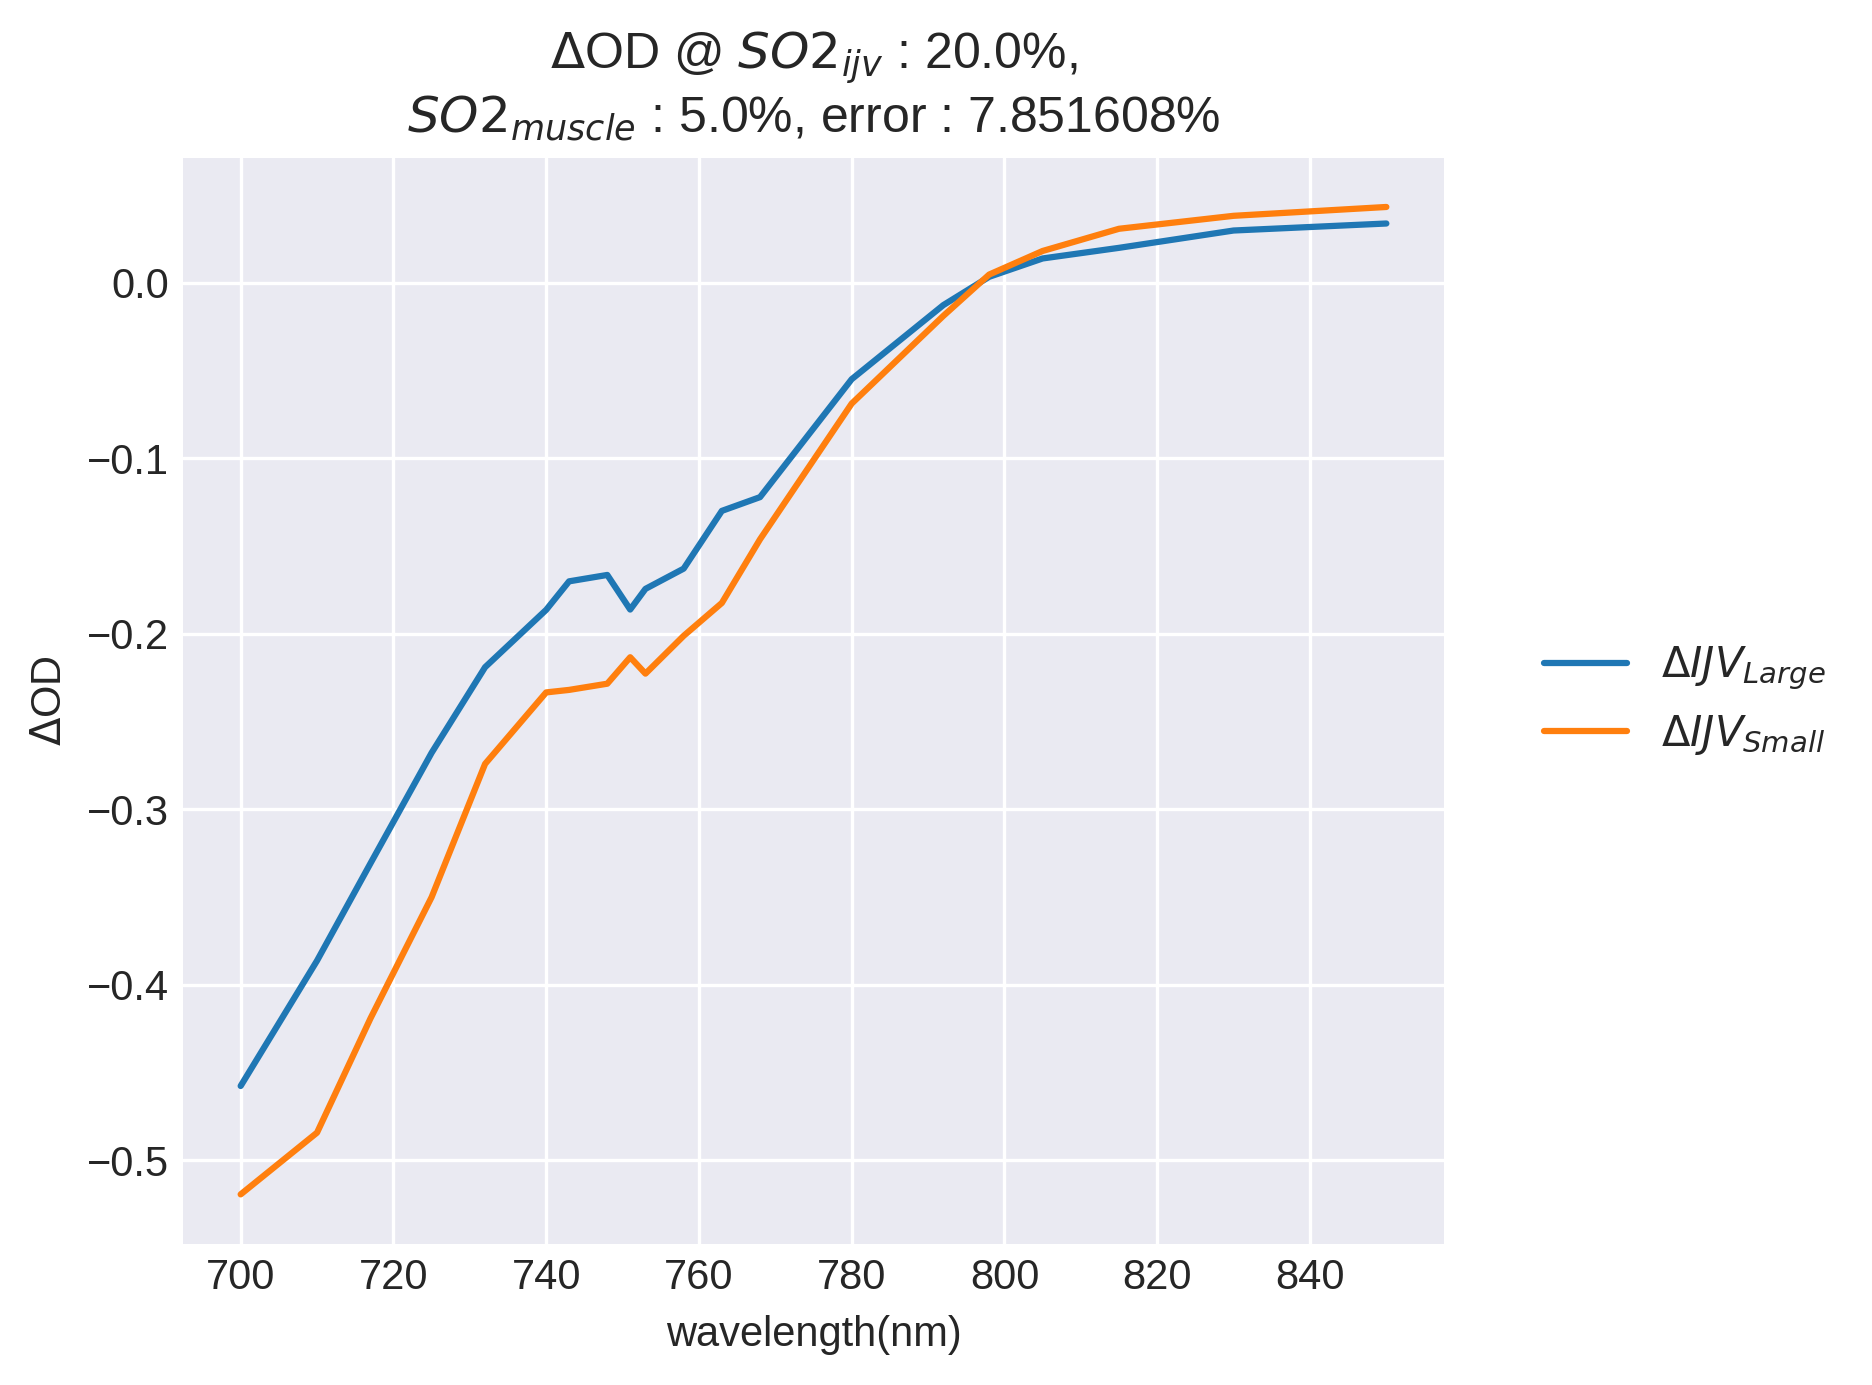 ΔOD @ SO2ijv : 20.0%,
SO2muscle : 5.0%, error : 7.851608%
0.0
−0.1
−0.2
−0.3
−0.4
−0.5
ΔOD
700 720 740 760 780 800 820 840
wavelength(nm)
ΔIJVLarge
ΔIJVSmall